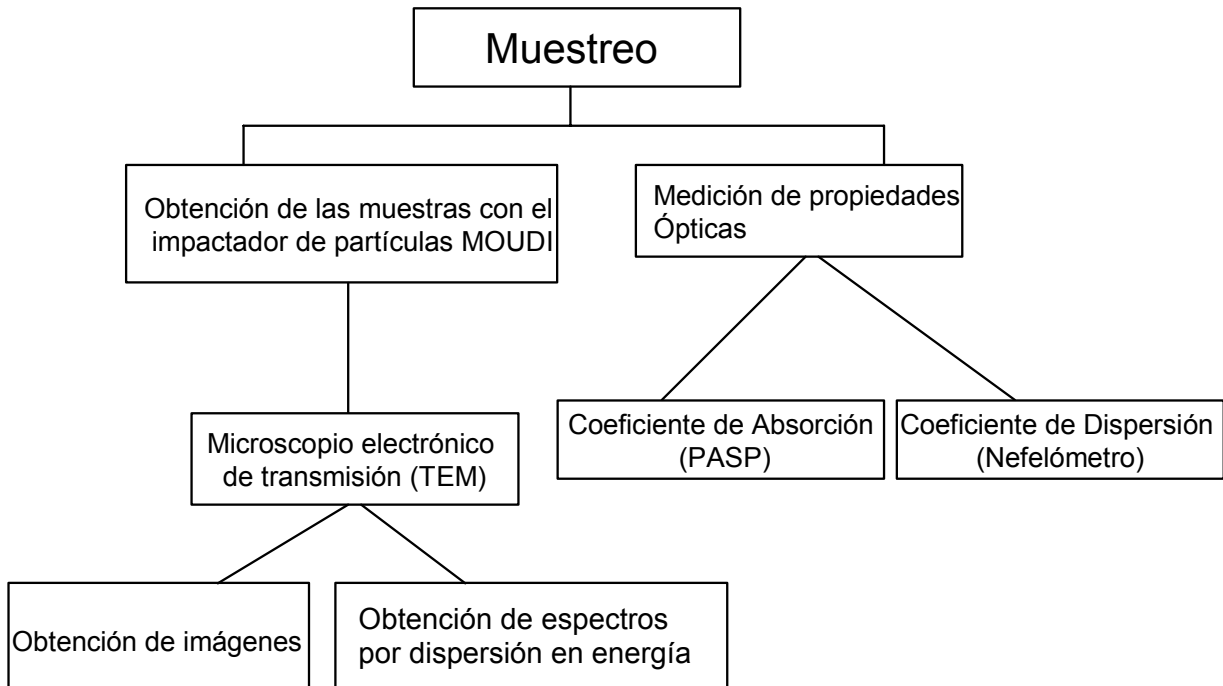 Muestreo
Obtención de las muestras con el
impactador de partículas MOUDI
Medición de propiedades
Ópticas
Microscopio electrónico
de transmisión (TEM)
Coeficiente de Absorción
(PASP)
Coeficiente de Dispersión
(Nefelómetro)
Obtención de imágenes
Obtención de espectros
por dispersión en energía